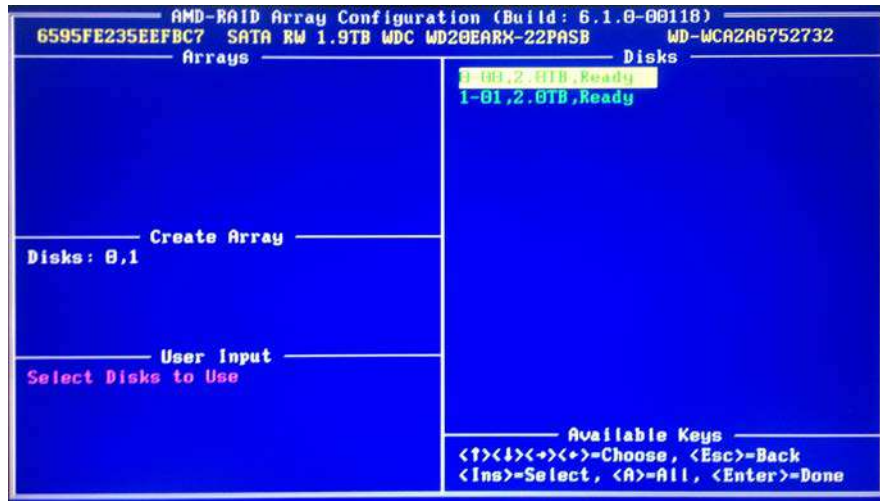 AMD-RAID Array Configuration (Build: 6.1.0-00118)
6595FE235EEFBC7 SATA RW 1.9TB WDC WD20EARX-22PASB WD-WCAZA6752732
Arrays
Disks
0-00,2.0TB,Ready
1-01,2.0TB,Ready
Create Array
Disks: 0,1
User Input
Select Disks to Use
Available Keys
<↑><↓><→><←>=Choose, <Esc>=Back
<Ins>=Select, <A>=All, <Enter>=Done